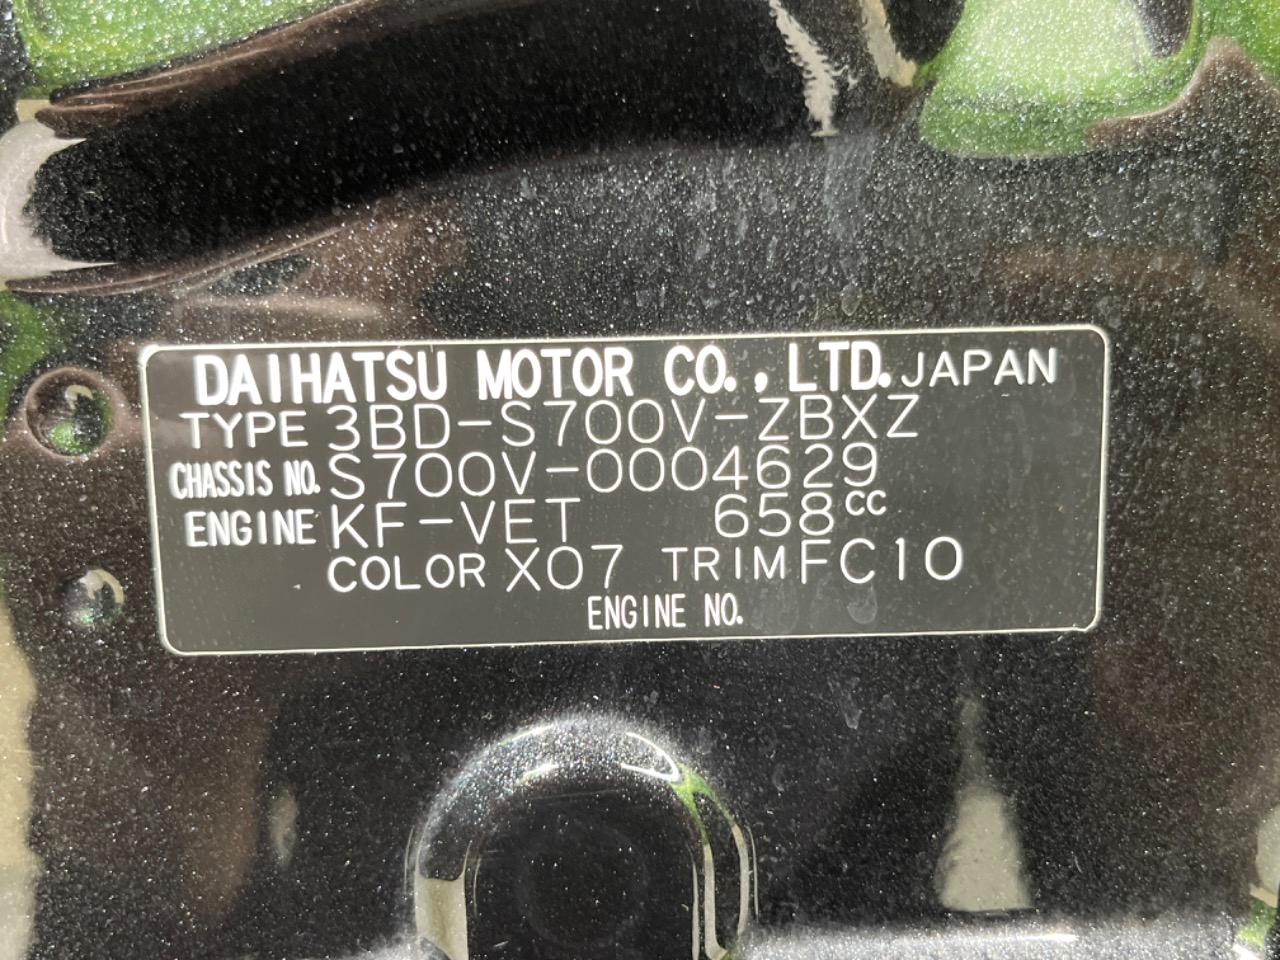 DAIHATSU MOTOR CO., LTD. JAPAN
TYPE 3BD-S700V-ZBXZ
CHASSIS NO. S700V-0004629
ENGINE KF-VET 658cc
COLOR X07 TRIM FC10
ENGINE NO.